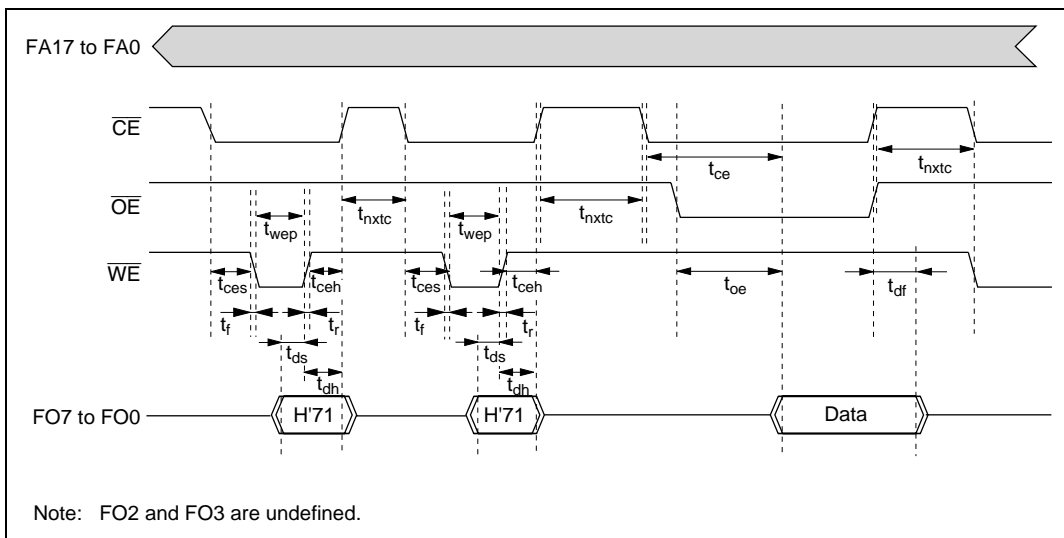 FA17 to FA0
CE
t_ce t_nxtc
OE
t_wep t_nxtc t_wep t_nxtc
WE
t_ces t_ceh t_ces t_ceh t_oe t_df
t_f t_r t_f t_r
t_ds t_ds
t_dh t_dh
FO7 to FO0 H'71 H'71 Data
Note: FO2 and FO3 are undefined.